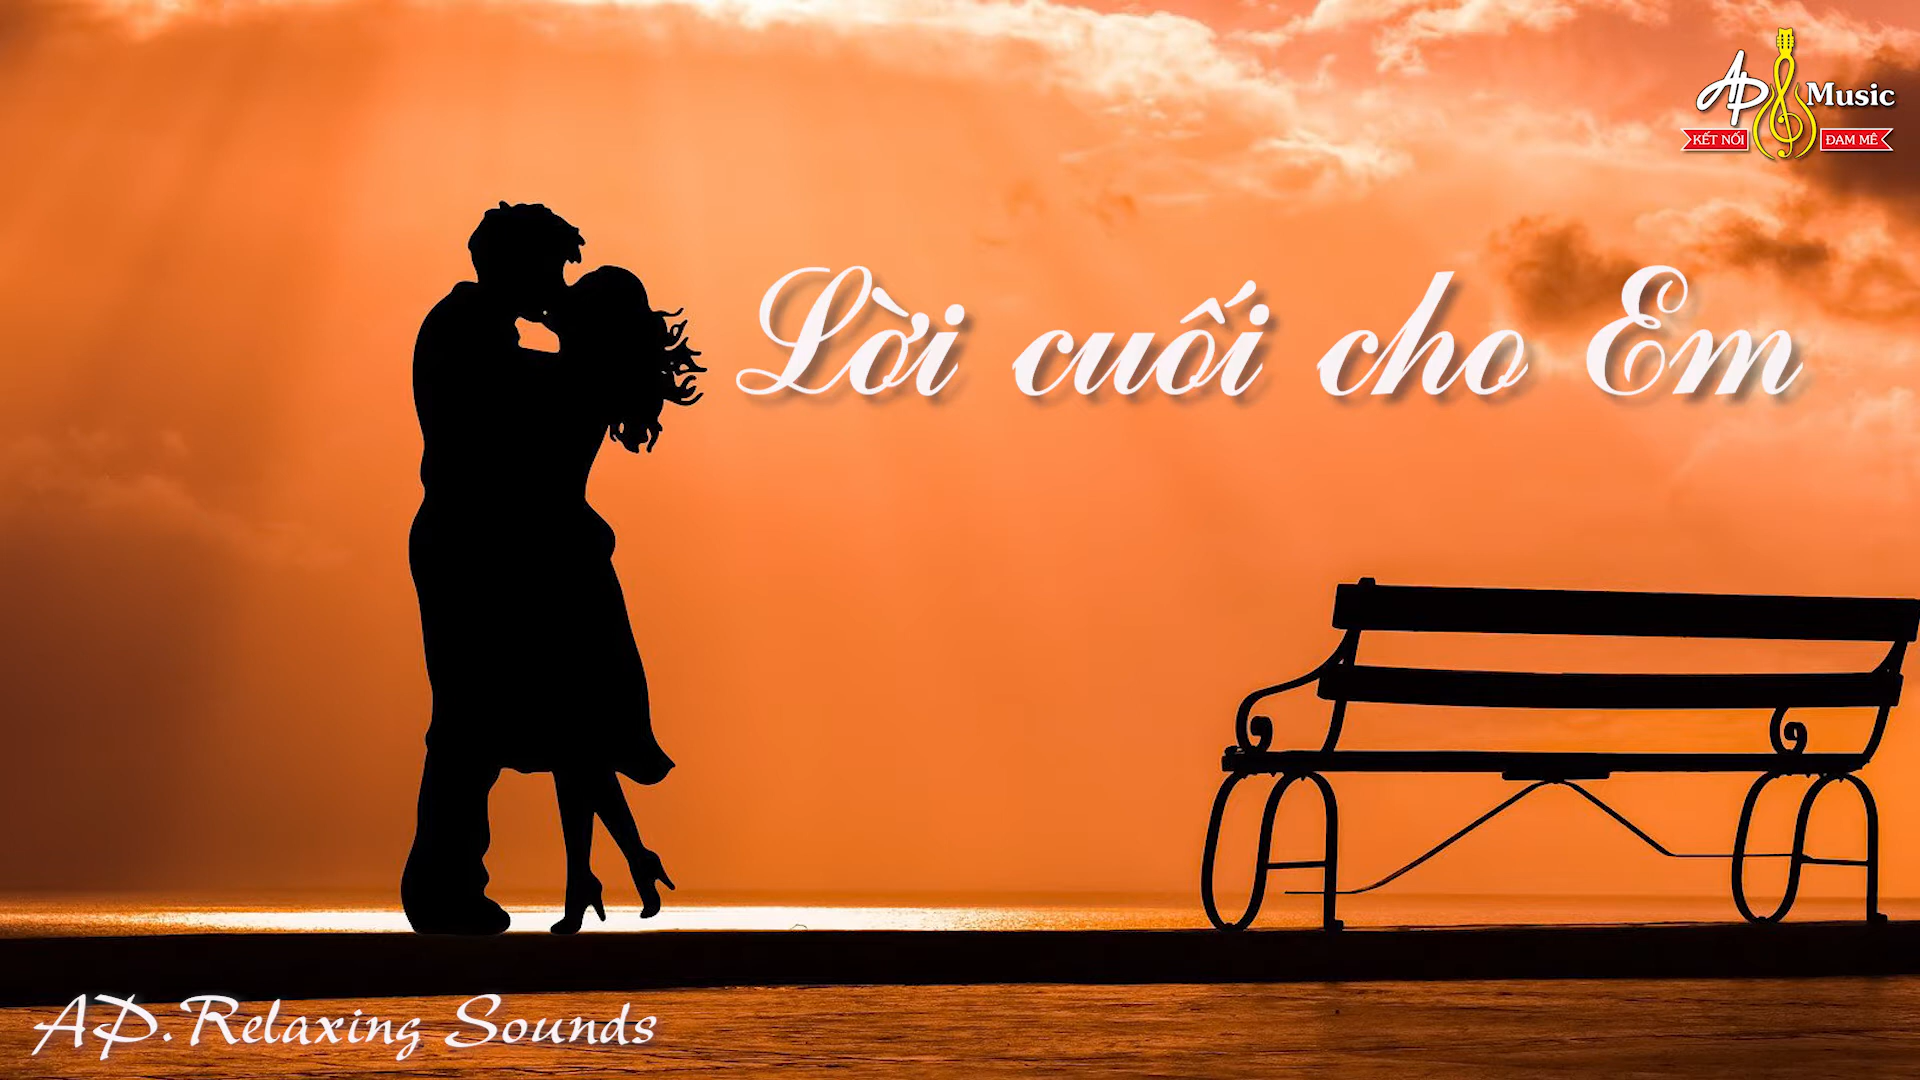 AP Music
KẾT NỐI ĐAM MÊ
Lời cuối cho Em
AP.Relaxing Sounds